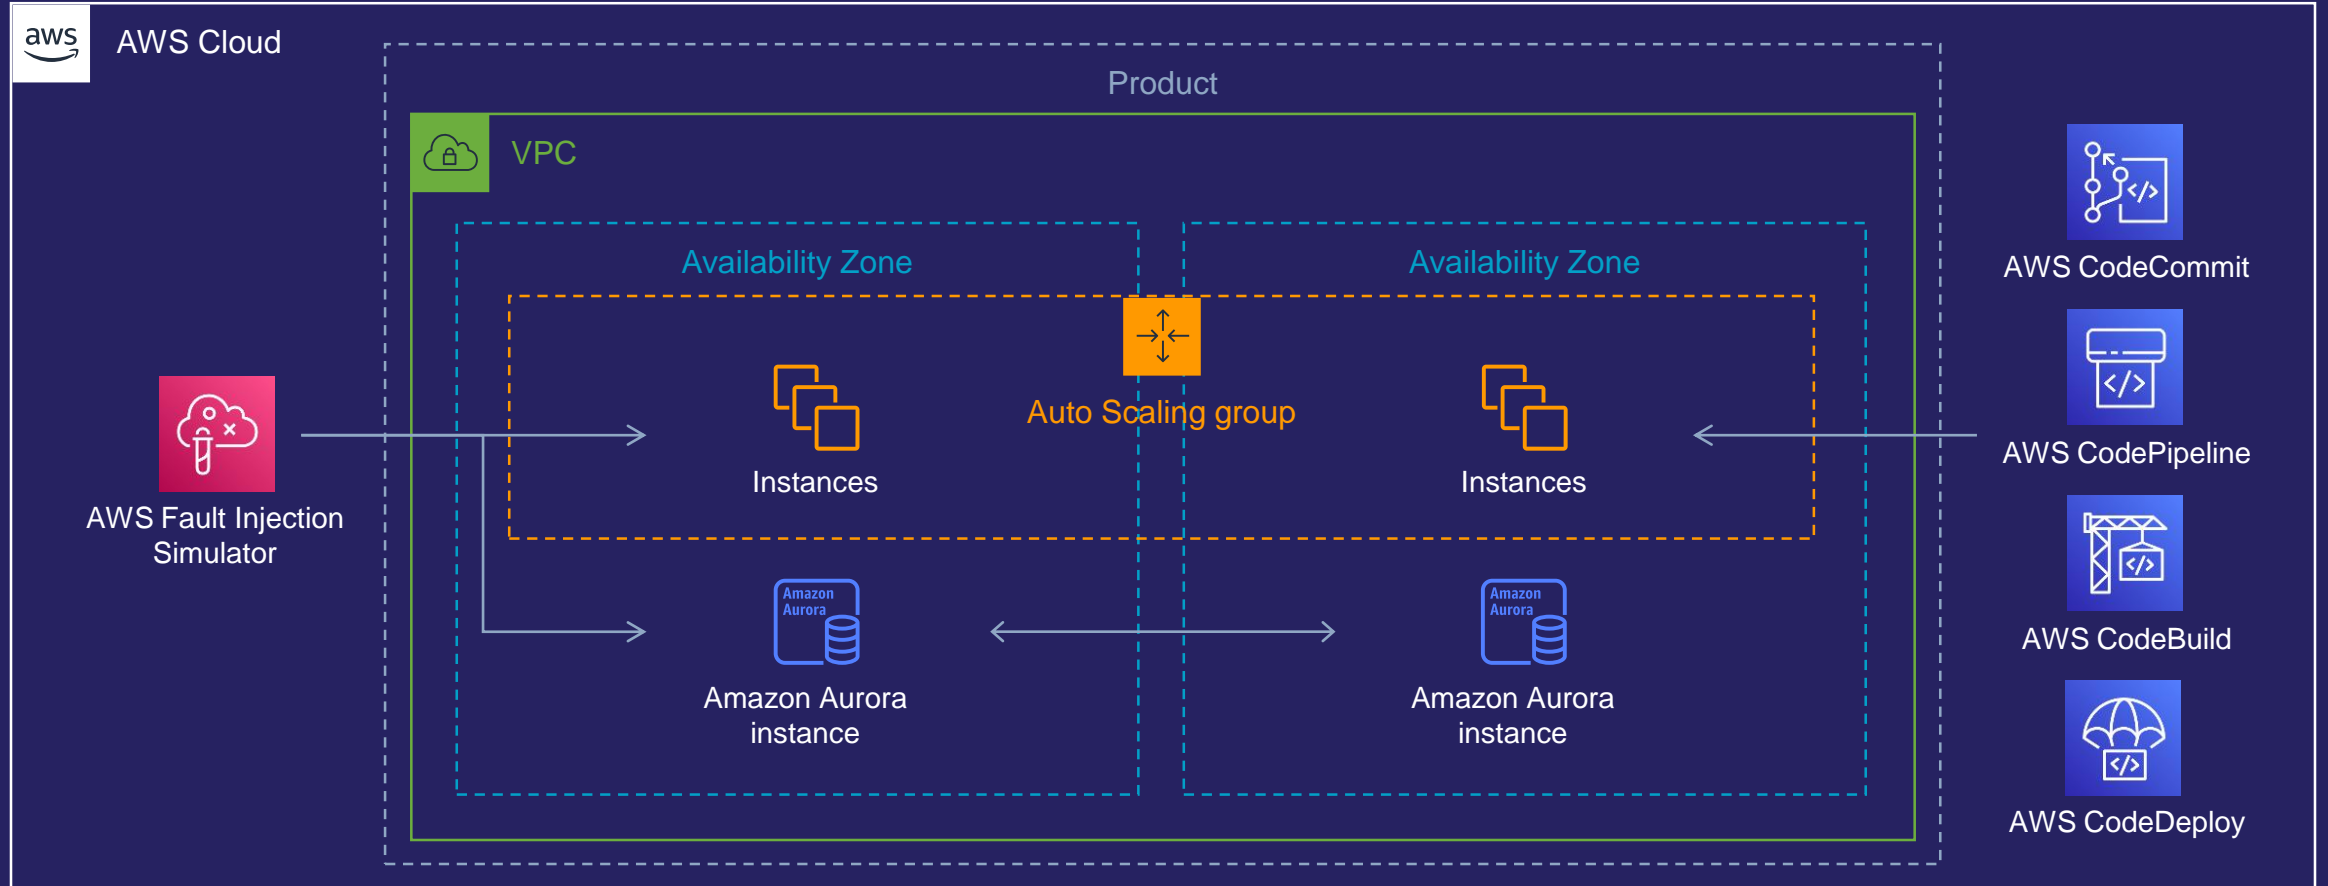 aws
AWS Cloud
Product
VPC
Availability Zone
Availability Zone
Auto Scaling group
Instances
Instances
AWS Fault Injection
Simulator
Amazon
Aurora
Amazon Aurora
instance
Amazon
Aurora
Amazon Aurora
instance
</>
AWS CodeCommit
</>
AWS CodePipeline
</>
AWS CodeBuild
</>
AWS CodeDeploy